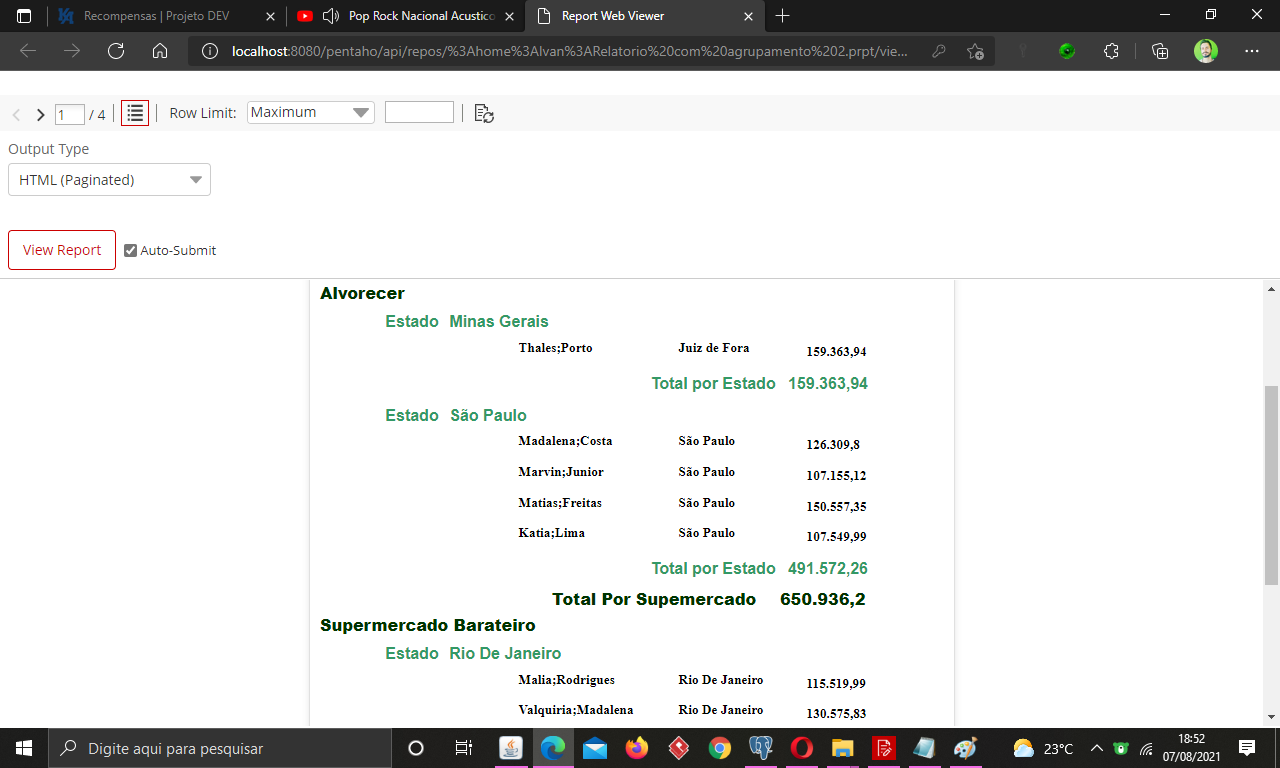 Recompensas | Projeto DEV
Pop Rock Nacional Acustico
Report Web Viewer
localhost:8080/pentaho/api/repos/%3Ahome%3AIvan%3ARelatorio%20com%20agrupamento%202.prpt/vie...
1 / 4 Row Limit: Maximum
Output Type
HTML (Paginated)
View Report Auto-Submit
Alvorecer
Estado Minas Gerais
Thales;Porto Juiz de Fora 159.363,94
Total por Estado 159.363,94
Estado São Paulo
Madalena;Costa São Paulo 126.309,8
Marvin;Junior São Paulo 107.155,12
Matias;Freitas São Paulo 150.557,35
Katia;Lima São Paulo 107.549,99
Total por Estado 491.572,26
Total Por Supemercado 650.936,2
Supermercado Barateiro
Estado Rio De Janeiro
Malia;Rodrigues Rio De Janeiro 115.519,99
Valquiria;Madalena Rio De Janeiro 130.575,83
Digite aqui para pesquisar
23°C
18:52
07/08/2021